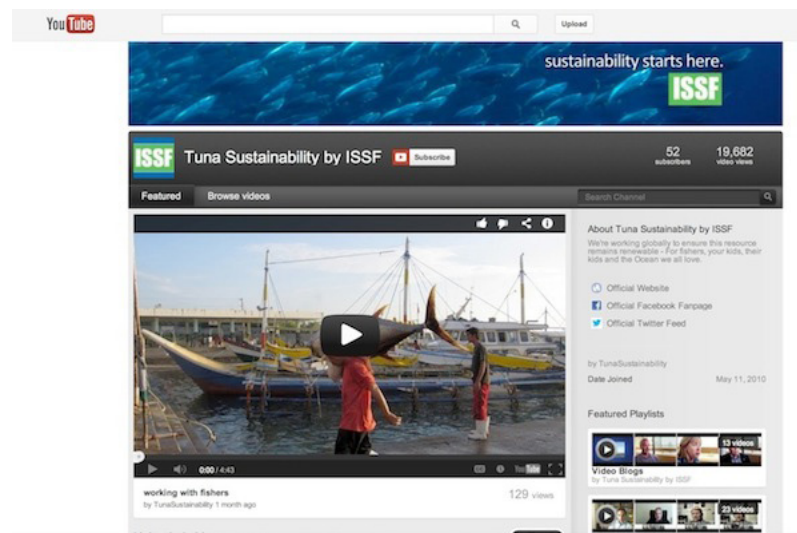 You Tube
Upload
sustainability starts here.
ISSF
ISSF Tuna Sustainability by ISSF Subscribe
52 subscribers
19,682 video views
Featured Browse videos Search Channel
0:00 / 4:43 YouTube
working with fishers
by TunaSustainability 1 month ago
129 views
About Tuna Sustainability by ISSF
We're working globally to ensure this resource
remains renewable - For fishers, your kids, their
kids and the Ocean we all love.
Official Website
Official Facebook Fanpage
Official Twitter Feed
by TunaSustainability
Date Joined May 11, 2010
Featured Playlists
13 videos
Video Blogs
by Tuna Sustainability by ISSF
23 videos